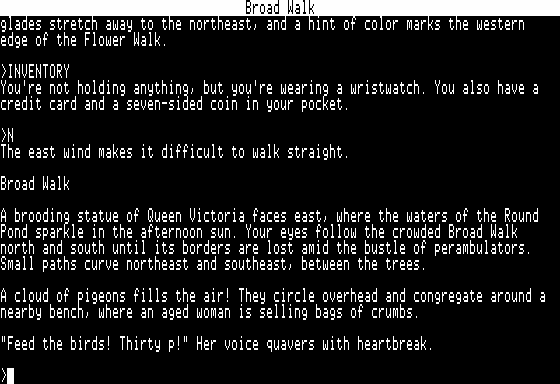 Broad Walk
glades stretch away to the northeast, and a hint of color marks the western
edge of the Flower Walk.
>INVENTORY
You're not holding anything, but you're wearing a wristwatch. You also have a
credit card and a seven-sided coin in your pocket.
>N
The east wind makes it difficult to walk straight.
Broad Walk
A brooding statue of Queen Victoria faces east, where the waters of the Round
Pond sparkle in the afternoon sun. Your eyes follow the crowded Broad Walk
north and south until its borders are lost amid the bustle of perambulators.
Small paths curve northeast and southeast, between the trees.
A cloud of pigeons fills the air! They circle overhead and congregate around a
nearby bench, where an aged woman is selling bags of crumbs.
"Feed the birds! Thirty p!" Her voice quavers with heartbreak.
>